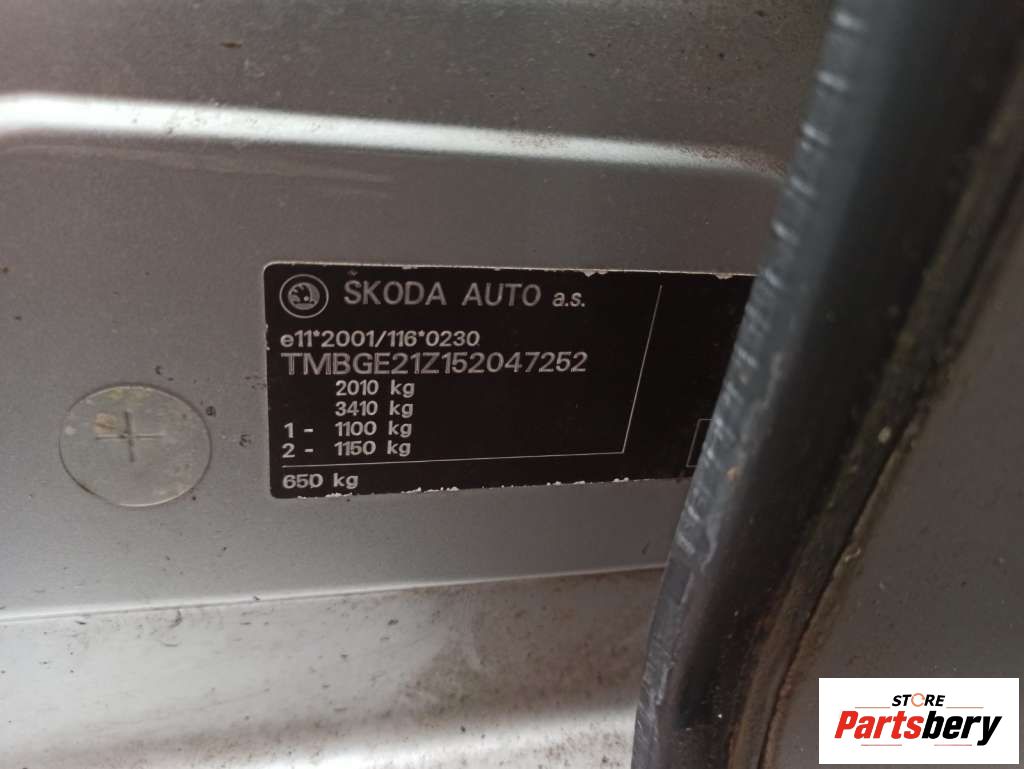 ŠKODA AUTO a.s.
e11*2001/116*0230
TMBGE21Z152047252
2010 kg
3410 kg
1 - 1100 kg
2 - 1150 kg
650 kg
STORE
Partsbery